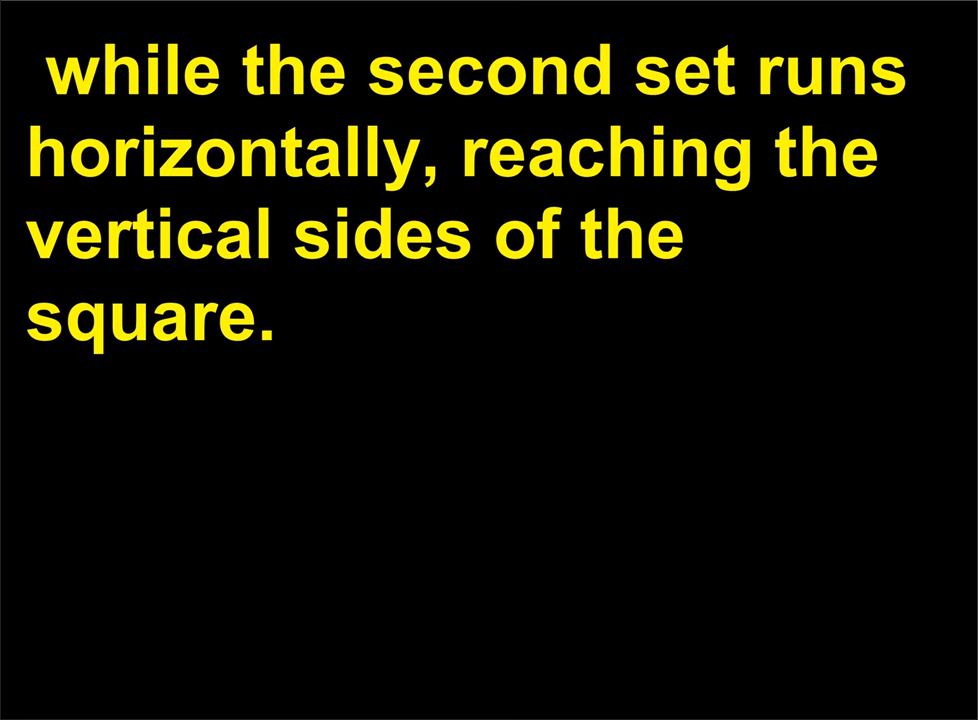 while the second set runs
horizontally, reaching the
vertical sides of the
square.